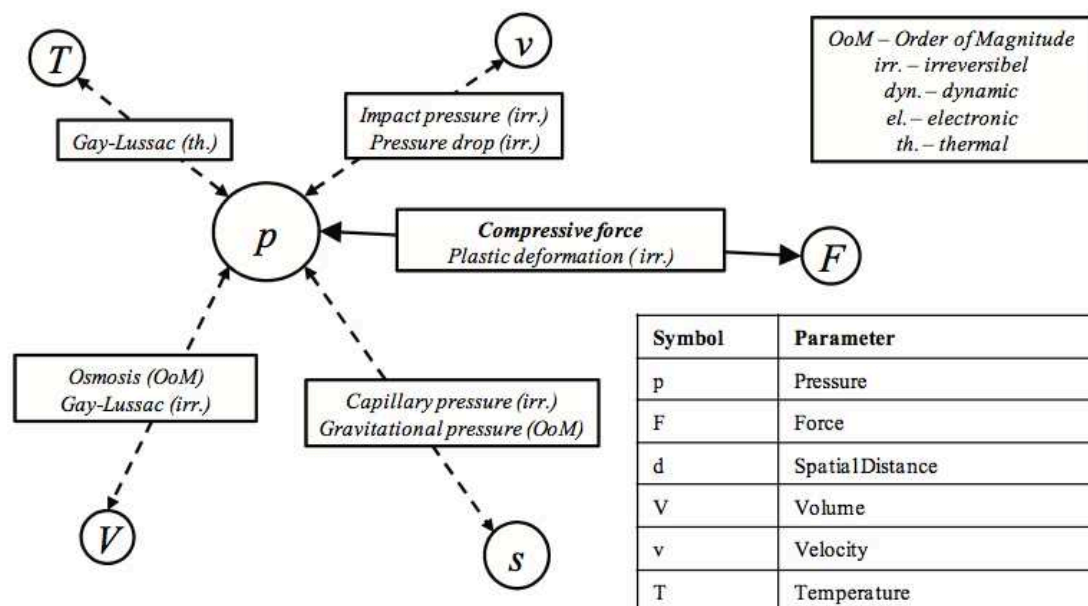 T
v
OoM – Order of Magnitude
irr. – irreversibel
dyn. – dynamic
el. – electronic
th. – thermal
Gay-Lussac (th.)
Impact pressure (irr.)
Pressure drop (irr.)
p
Compressive force
Plastic deformation ( irr.)
F
Osmosis (OoM)
Gay-Lussac (irr.)
Capillary pressure (irr.)
Gravitational pressure (OoM)
V
s
Symbol Parameter
p Pressure
F Force
d Spatial Distance
V Volume
v Velocity
T Temperature